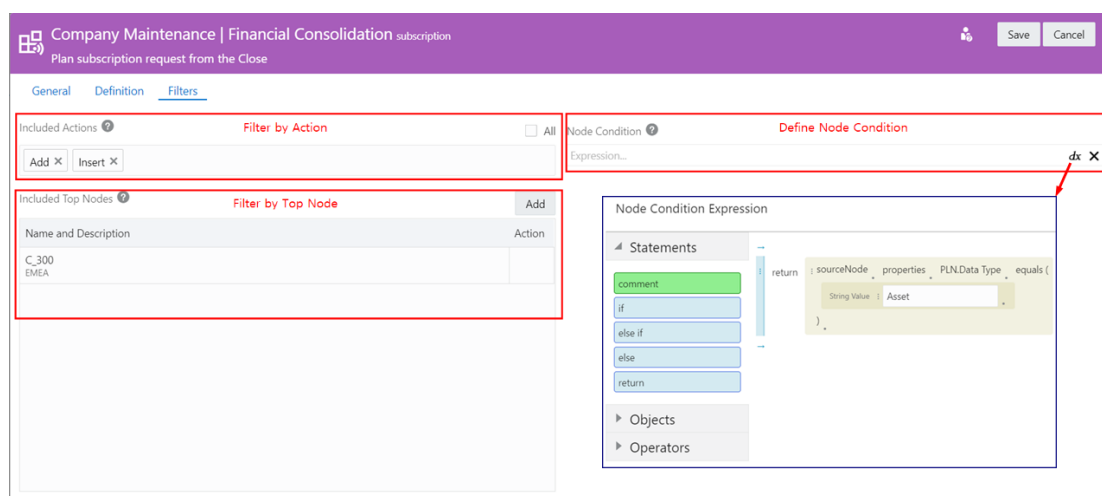 Company Maintenance | Financial Consolidation subscription
Save
Cancel
Plan subscription request from the Close
General
Definition
Filters
Included Actions
Filter by Action
All
Add
Insert
Included Top Nodes
Filter by Top Node
Add
Name and Description
Action
C_300
EMEA
Node Condition
Define Node Condition
Expression...
dx
Node Condition Expression
Statements
comment
if
else if
else
return
Objects
Operators
return : sourceNode properties PLN.Data Type equals (
String Value : Asset
)